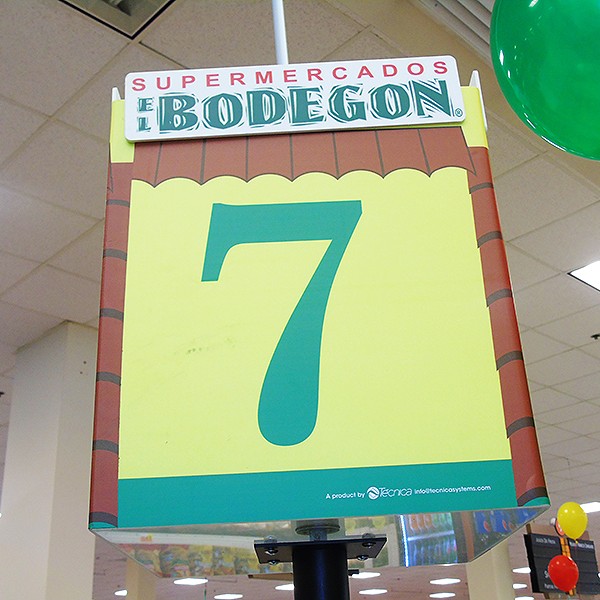 SUPERMERCADOS
EL BODEGON®
7
A product by Tecnica info@tecnicasystems.com